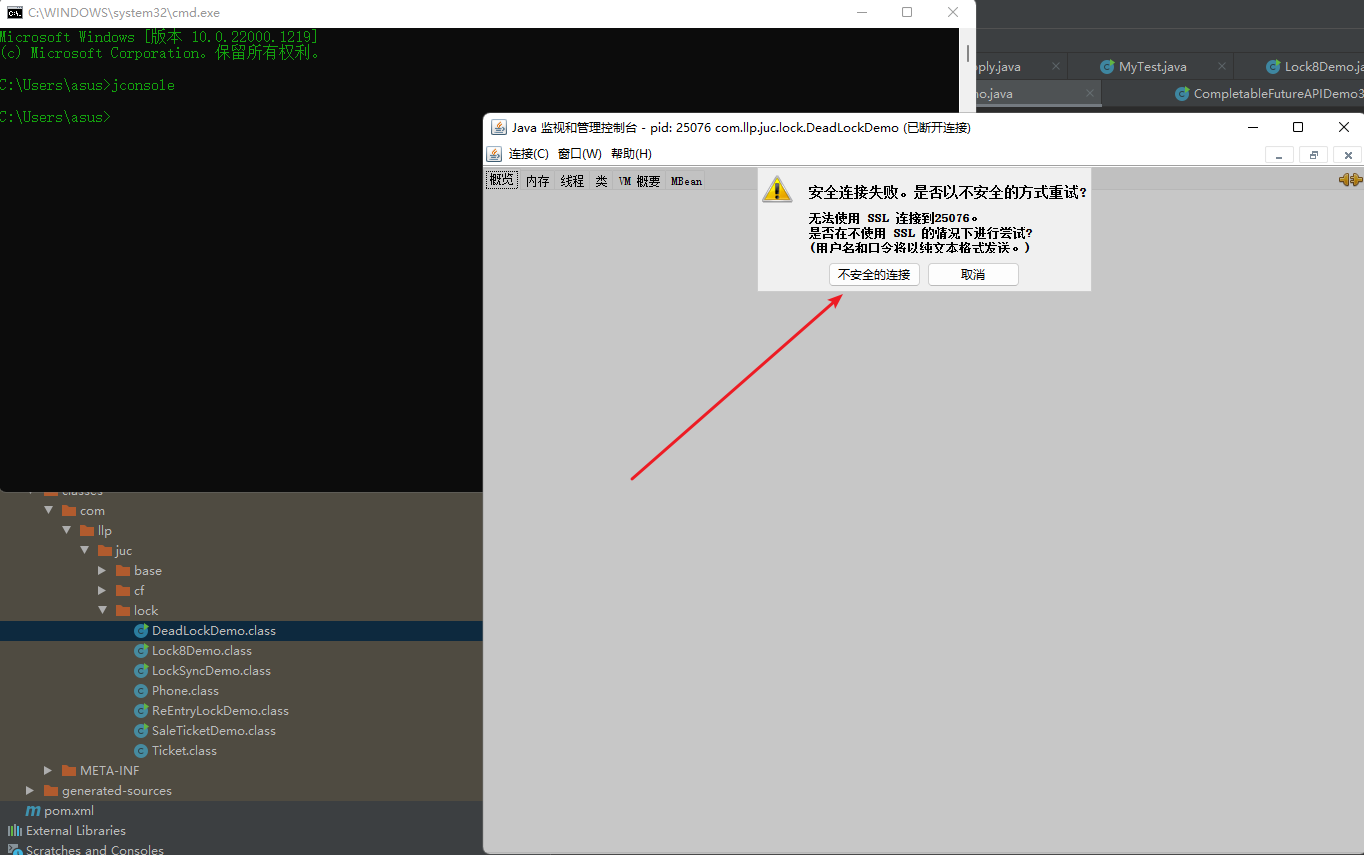 C:\WINDOWS\system32\cmd.exe
Microsoft Windows [版本 10.0.22000.1219]
(c) Microsoft Corporation。保留所有权利。
C:\Users\asus>jconsole
C:\Users\asus>
ply.java
MyTest.java
Lock8Demo.ja
no.java
CompletableFutureAPIDemo3
Java 监视和管理控制台 - pid: 25076 com.llp.juc.lock.DeadLockDemo (已断开连接)
连接(C) 窗口(W) 帮助(H)
概览 内存 线程 类 VM 概要 MBean
安全连接失败。是否以不安全的方式重试?
无法使用 SSL 连接到25076。
是否在不使用 SSL 的情况下进行尝试?
(用户名和口令将以纯文本格式发送。)
不安全的连接 取消
classes
com
llp
juc
base
cf
lock
DeadLockDemo.class
Lock8Demo.class
LockSyncDemo.class
Phone.class
ReEntryLockDemo.class
SaleTicketDemo.class
Ticket.class
META-INF
generated-sources
pom.xml
External Libraries
Scratches and Consoles